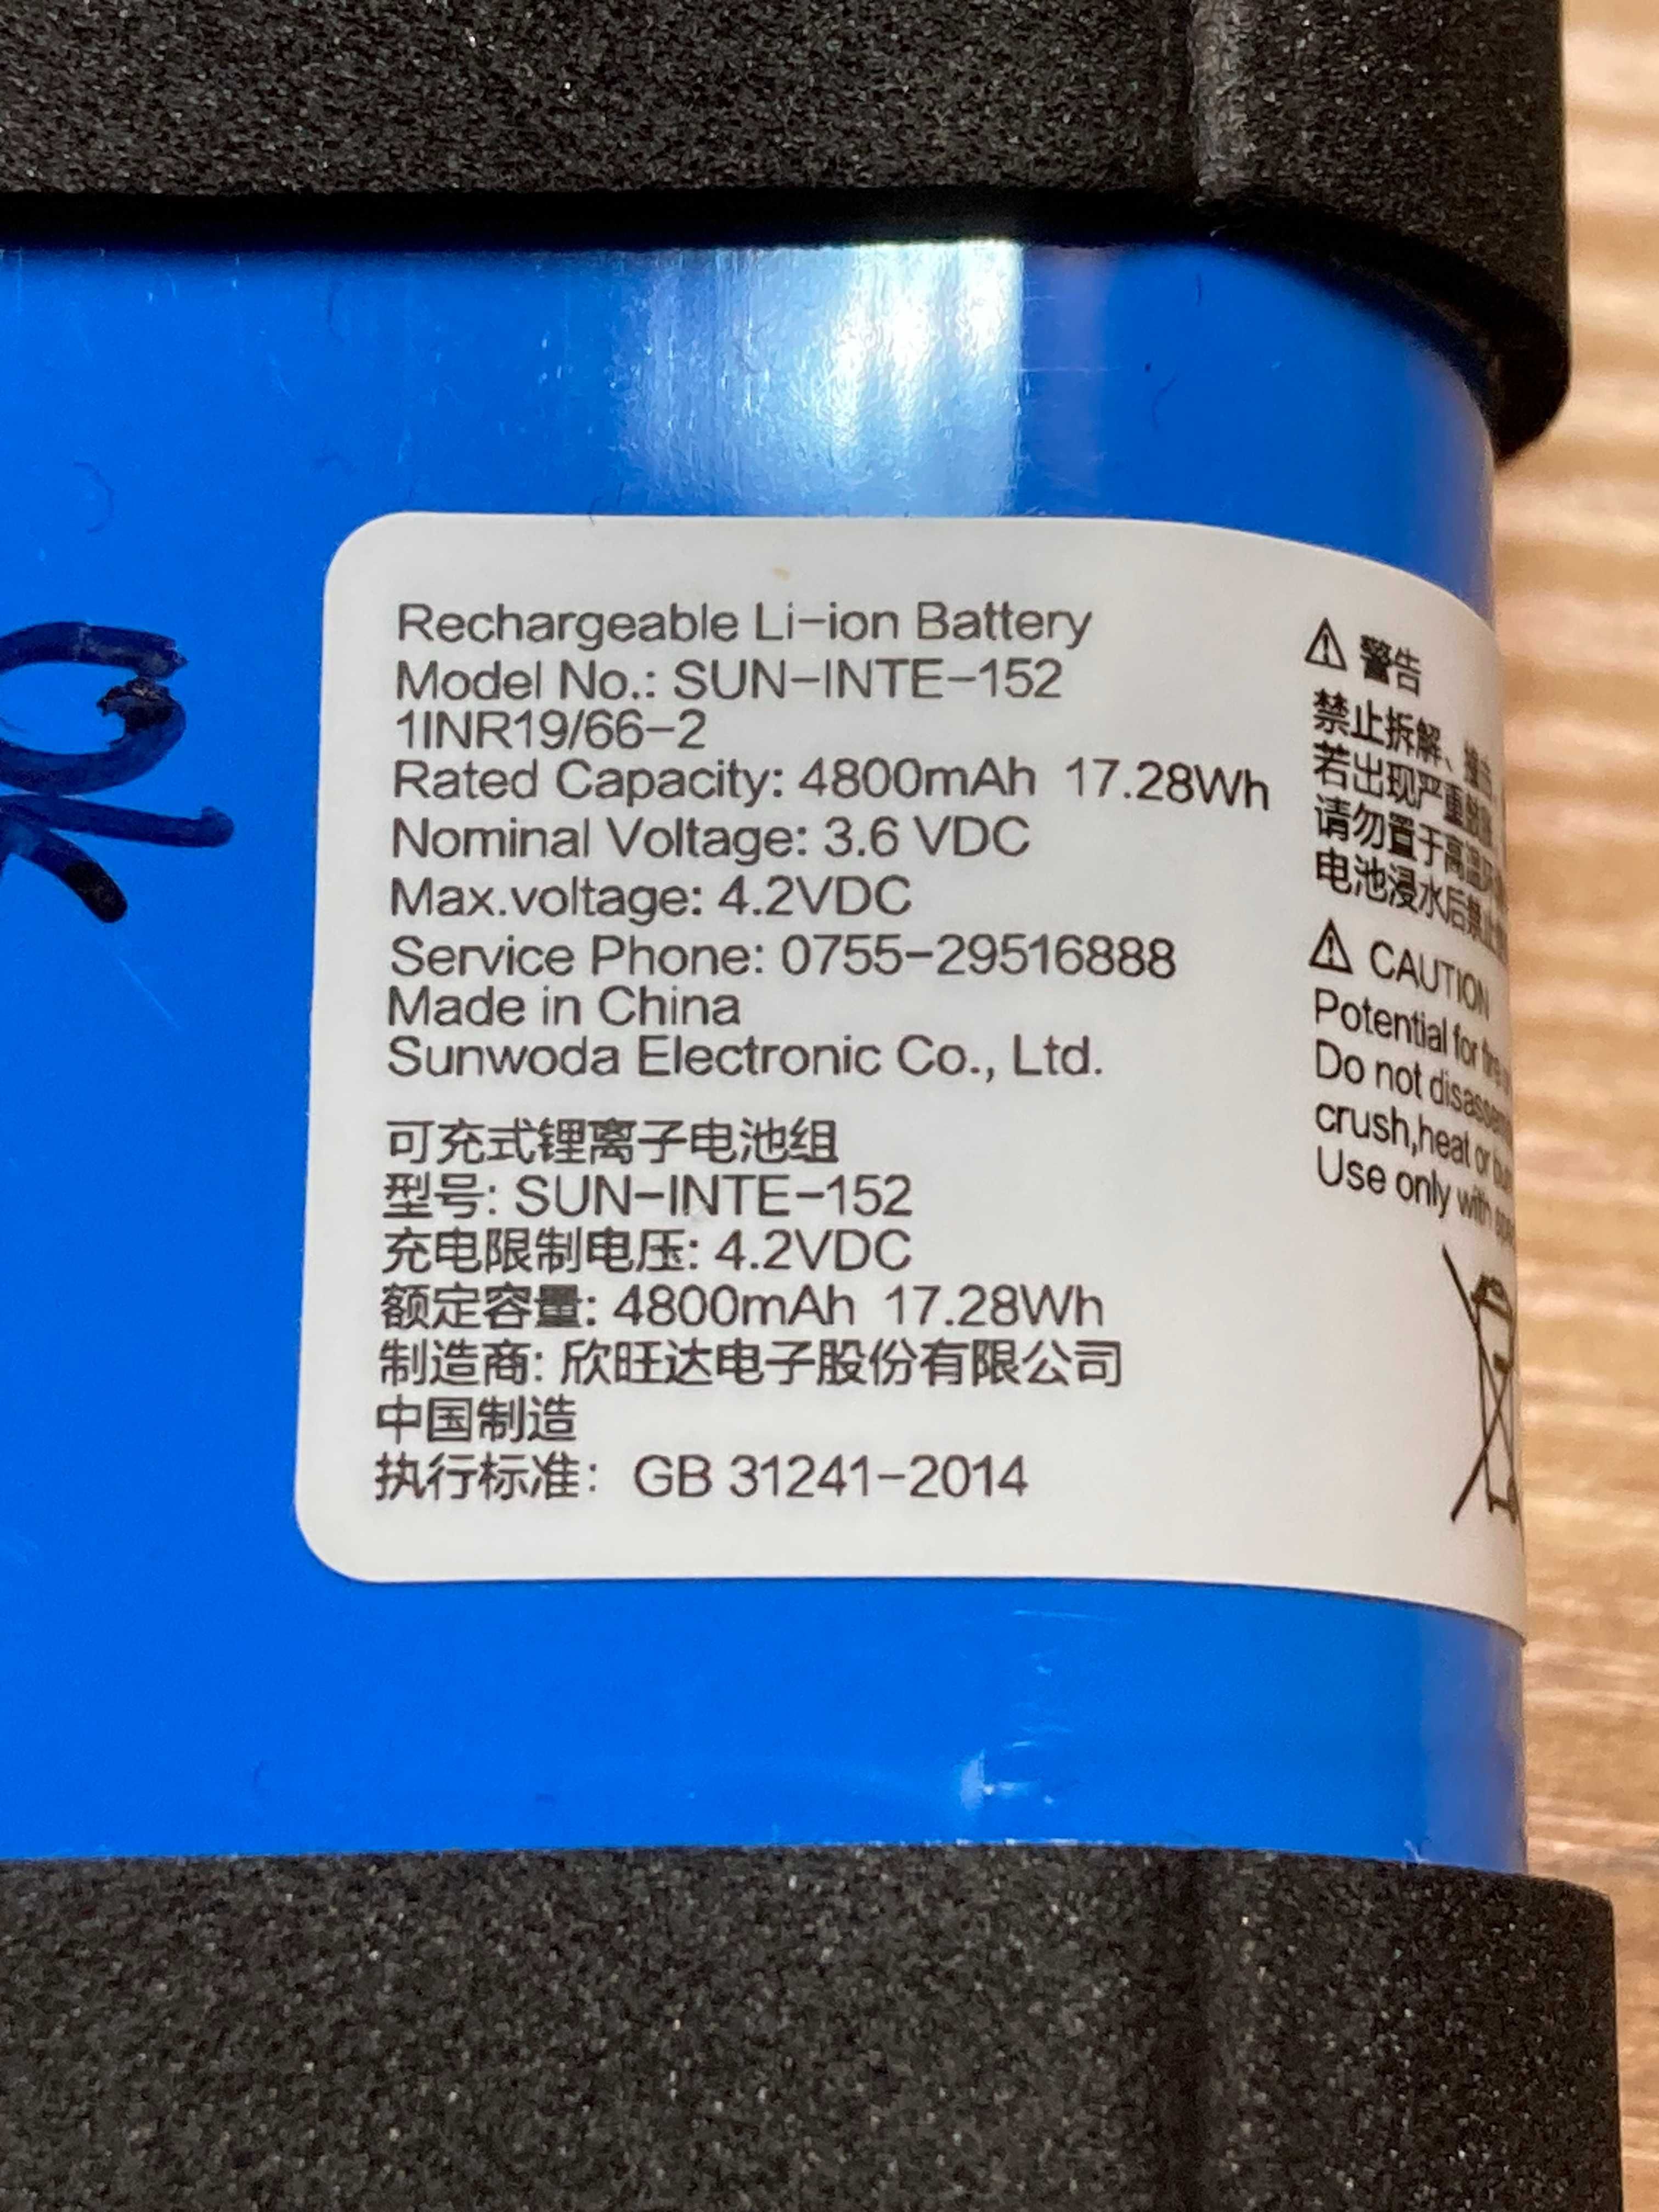 Rechargeable Li-ion Battery
Model No.: SUN-INTE-152
1INR19/66-2
Rated Capacity: 4800mAh 17.28Wh
Nominal Voltage: 3.6 VDC
Max.voltage: 4.2VDC
Service Phone: 0755-29516888
Made in China
Sunwoda Electronic Co., Ltd.
可充式锂离子电池组
型号: SUN-INTE-152
充电限制电压: 4.2VDC
额定容量: 4800mAh 17.28Wh
制造商: 欣旺达电子股份有限公司
中国制造
执行标准: GB 31241-2014
⚠ 警告
禁止拆解、
若出现严重
请勿置于高温
电池浸水后禁止
⚠ CAUTION
Potential for fire
Do not
crush,heat or
Use only with
OK